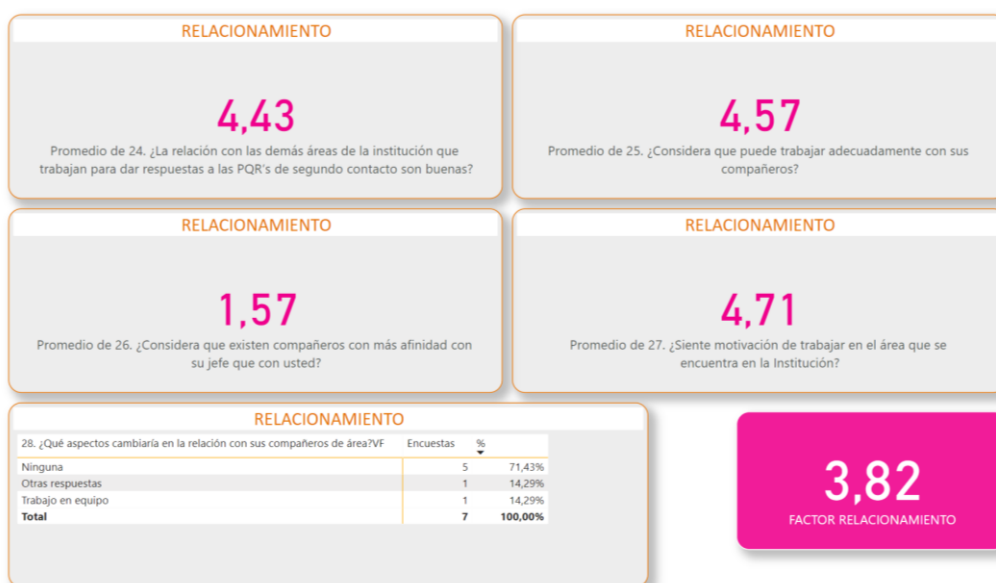 RELACIONAMIENTO
4,43
Promedio de 24. ¿La relación con las demás áreas de la institución que
trabajan para dar respuestas a las PQR's de segundo contacto son buenas?
RELACIONAMIENTO
4,57
Promedio de 25. ¿Considera que puede trabajar adecuadamente con sus
compañeros?
RELACIONAMIENTO
1,57
Promedio de 26. ¿Considera que existen compañeros con más afinidad con
su jefe que con usted?
RELACIONAMIENTO
4,71
Promedio de 27. ¿Siente motivación de trabajar en el área que se
encuentra en la Institución?
RELACIONAMIENTO
28. ¿Qué aspectos cambiaría en la relación con sus compañeros de área?VF Encuestas %
Ninguna 5 71,43%
Otras respuestas 1 14,29%
Trabajo en equipo 1 14,29%
Total 7 100,00%
3,82
FACTOR RELACIONAMIENTO